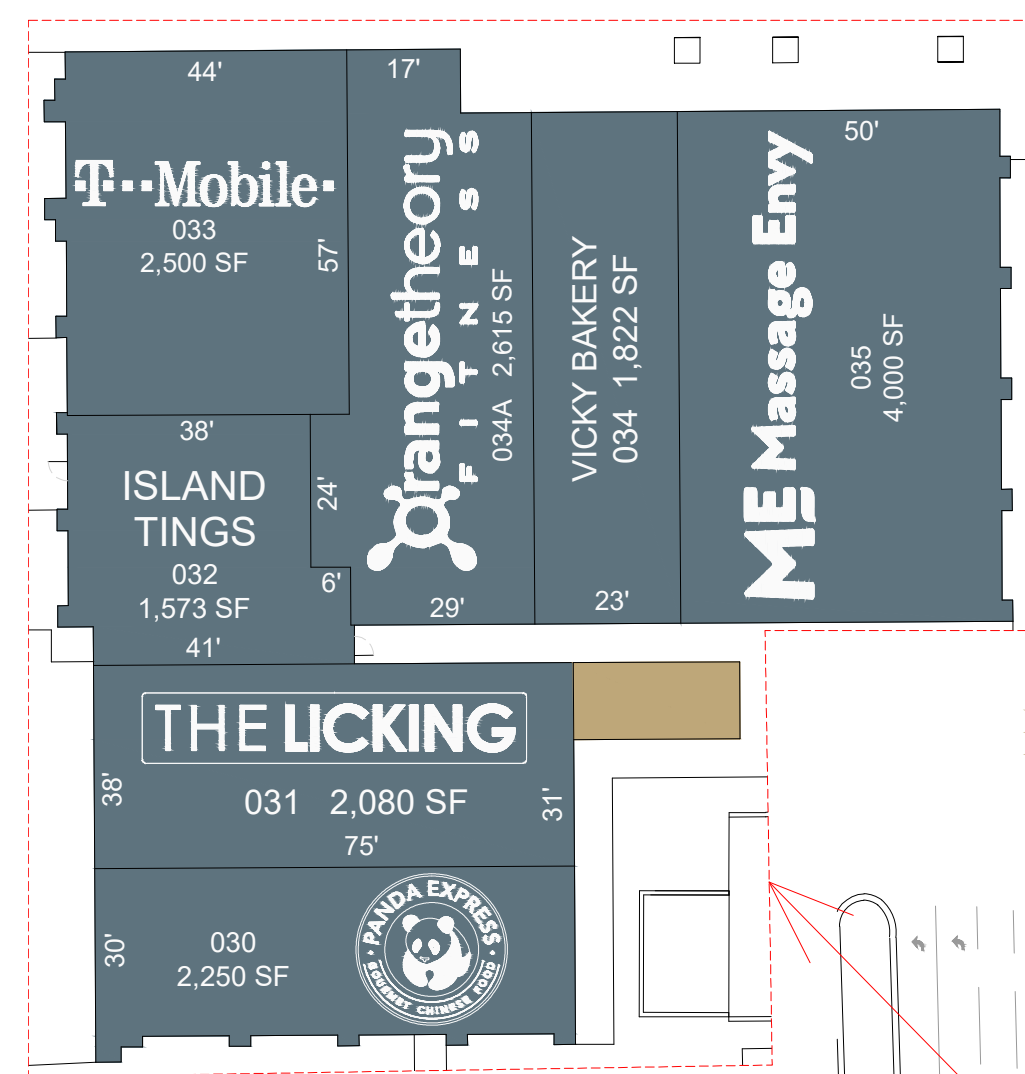 44'
T··Mobile·
033
2,500 SF
57'
17'
orangetheory
FITNESS
034A 2,615 SF
29'
VICKY BAKERY
034 1,822 SF
23'
50'
ME Massage Envy
035
4,000 SF
38'
ISLAND
TINGS
032
1,573 SF
24'
6'
41'
THE LICKING
38'
031 2,080 SF
31'
75'
30'
030
2,250 SF
PANDA EXPRESS
GOURMET CHINESE FOOD